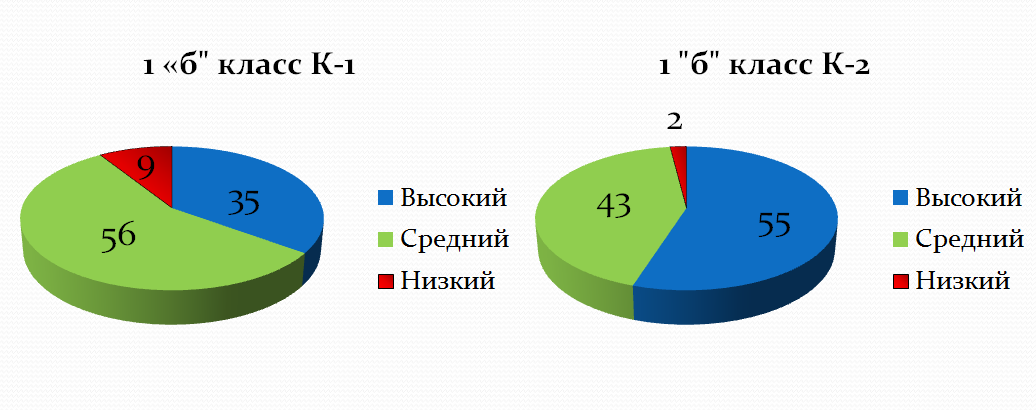 1 «б" класс К-1
35
56
9
Высокий
Средний
Низкий
1 "б" класс К-2
2
43
55
Высокий
Средний
Низкий